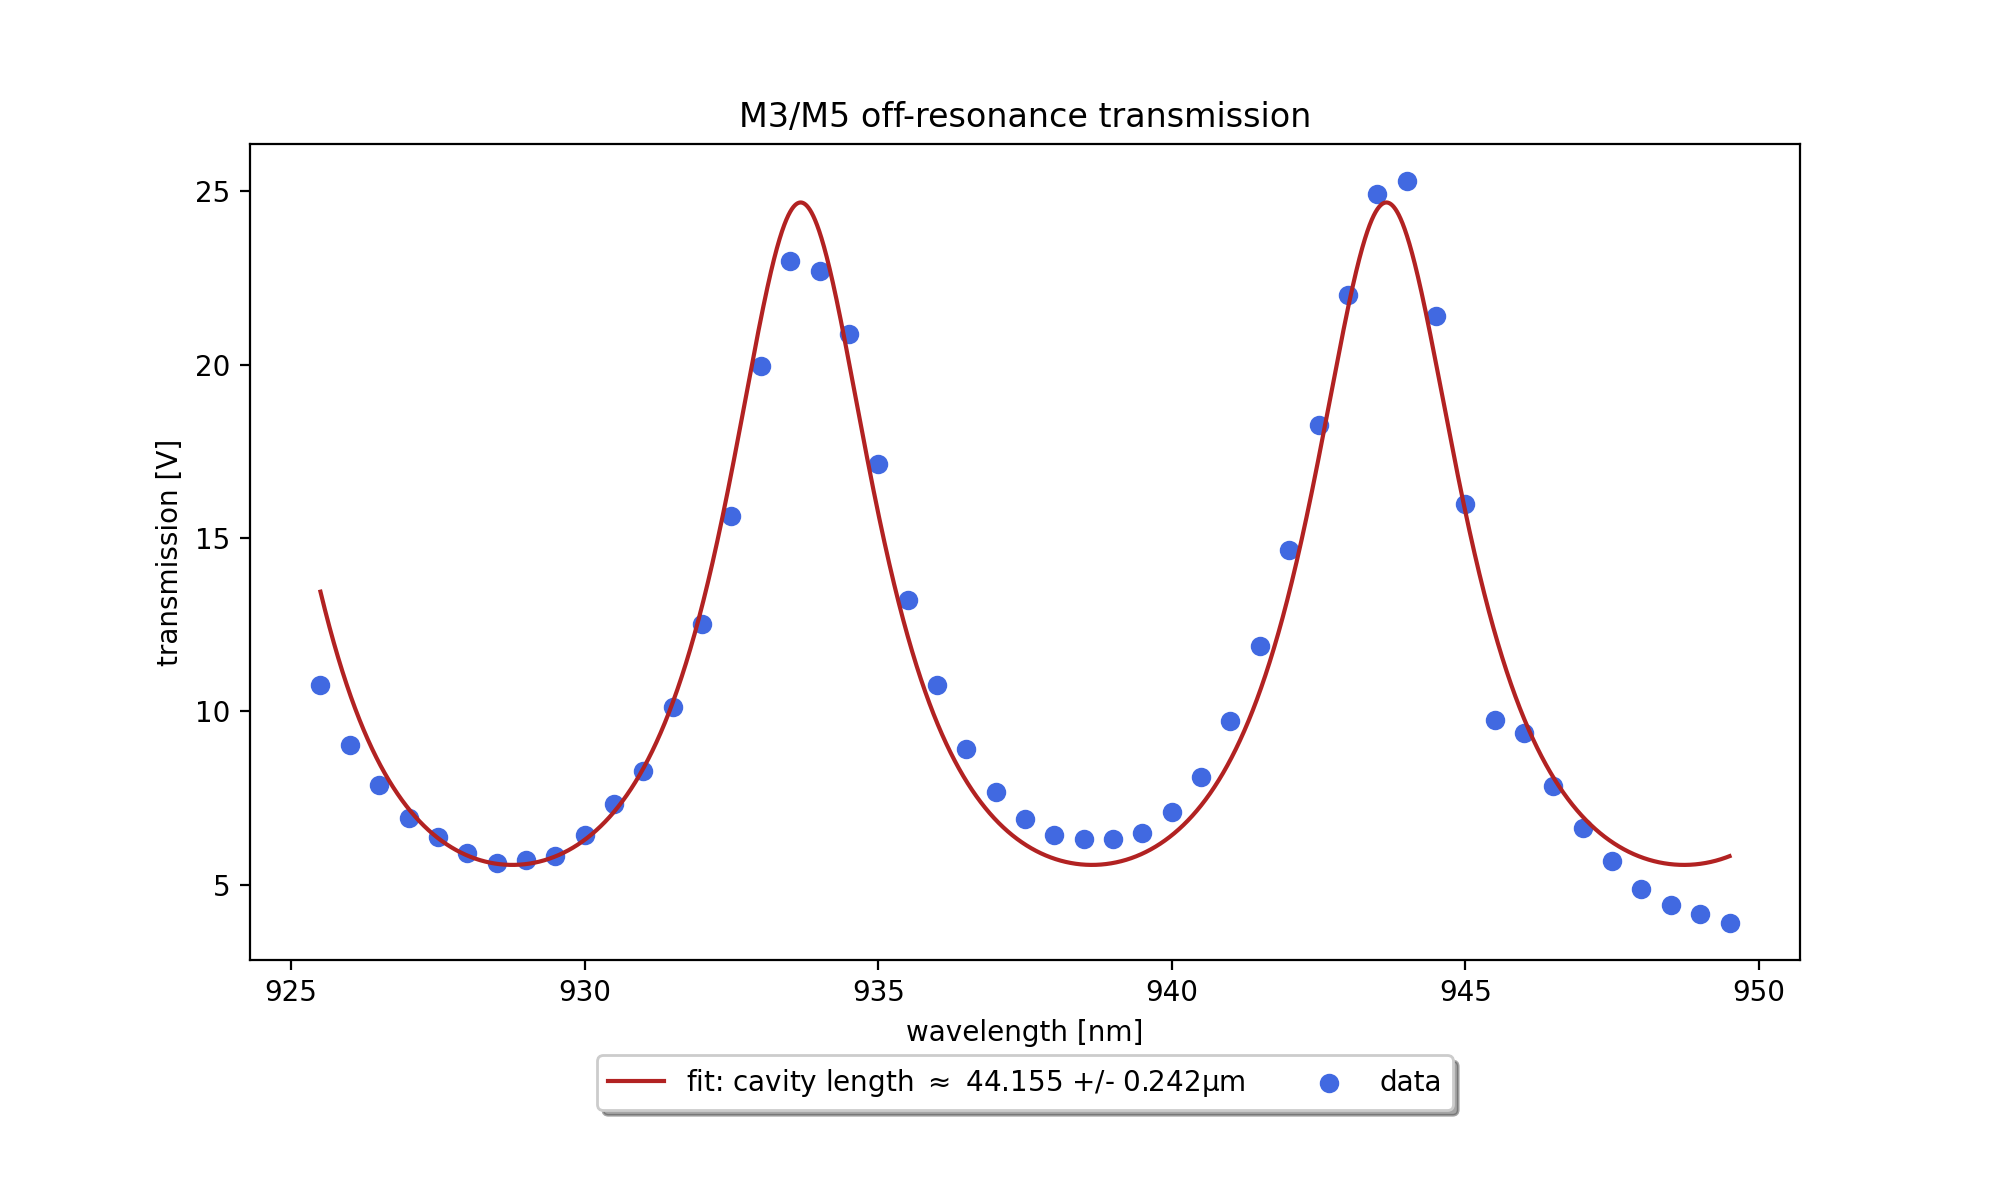 M3/M5 off-resonance transmission
transmission [V]
25
20
15
10
5
925 930 935 940 945 950
wavelength [nm]
fit: cavity length ≈ 44.155 +/- 0.242μm
data